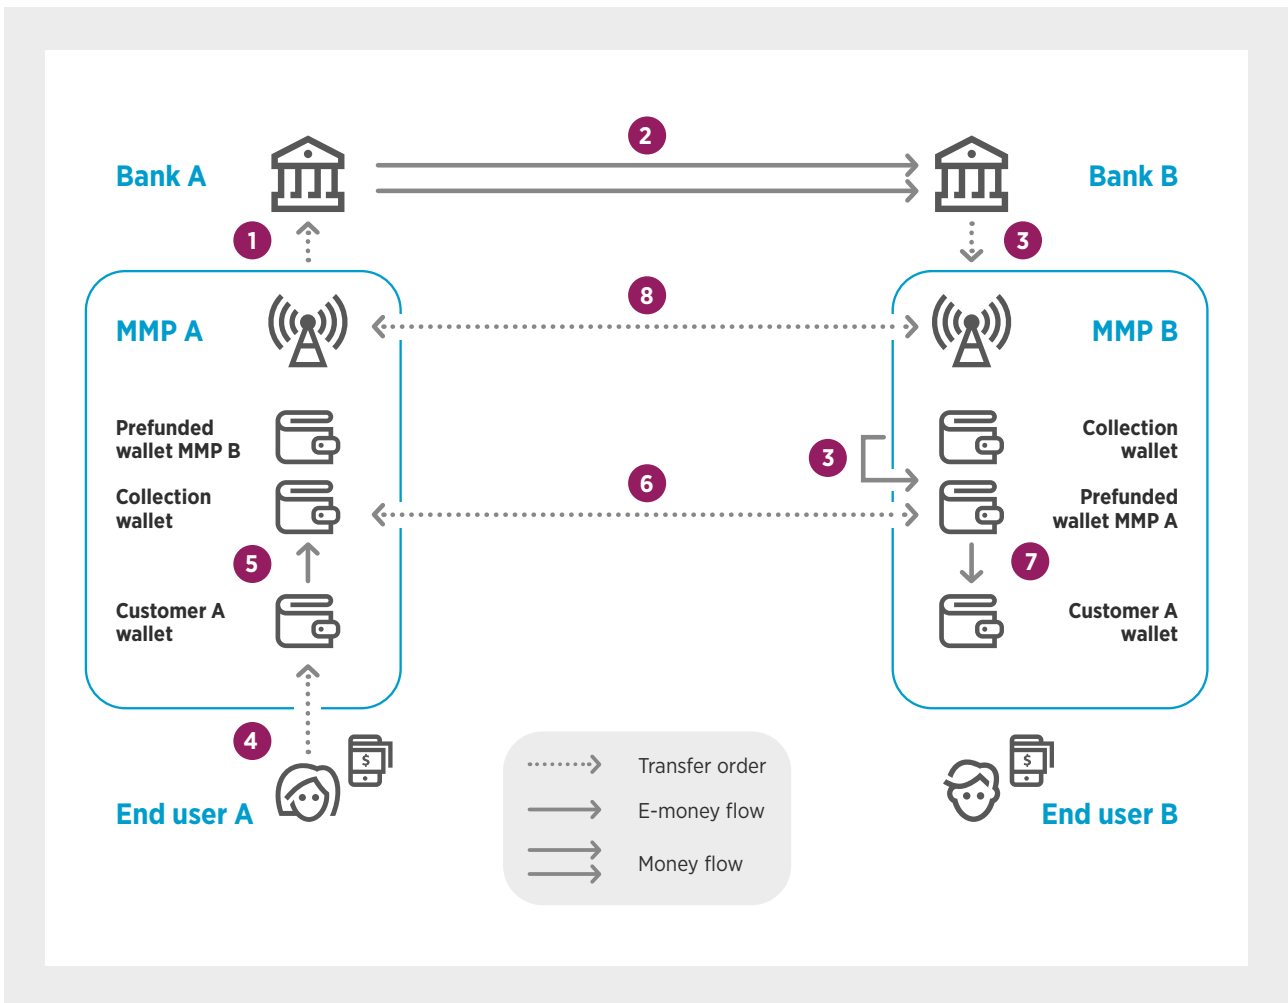 2
Bank A
Bank B
1
3
8
MMP A
MMP B
Prefunded
wallet MMP B
Collection
wallet
3
6
Collection
wallet
Prefunded
wallet MMP A
5
7
Customer A
wallet
Customer A
wallet
4
$
$
End user A
End user B
Transfer order
E-money flow
Money flow